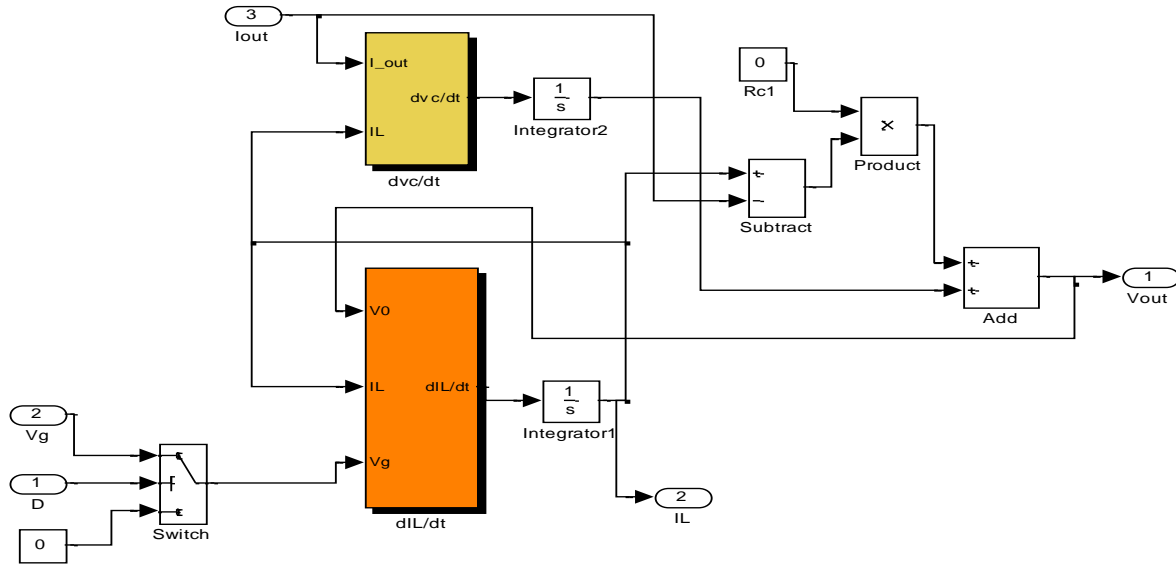 3
Iout
I_out
dvc/dt
IL
dvc/dt
1
s
Integrator2
0
Rc1
×
Product
+
−
Subtract
+
+
Add
1
Vout
V0
IL
dIL/dt
Vg
dIL/dt
1
s
Integrator1
2
IL
2
Vg
1
D
0
Switch